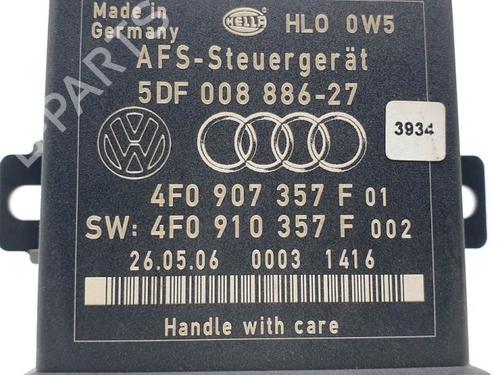 Made in
Germany
HELLA
HLO 0W5
AFS-Steuergerät
5DF 008 886-27
3934
4F0 907 357 F 01
SW: 4F0 910 357 F 002
26.05.06 0003 1416
Handle with care
B-PARTS